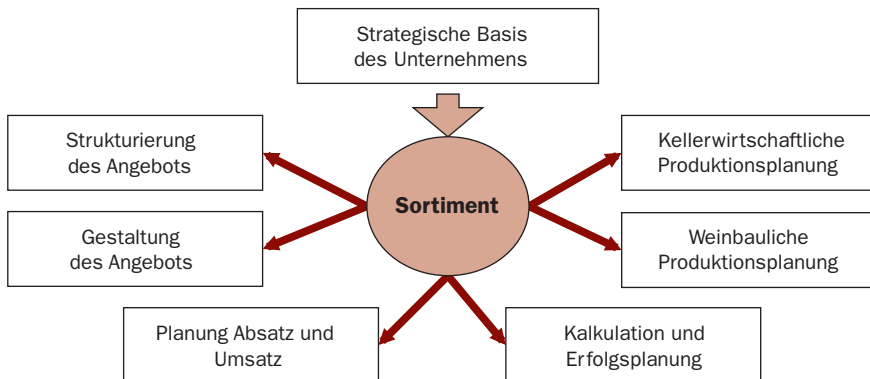 Strategische Basis
des Unternehmens
Strukturierung
des Angebots
Kellerwirtschaftliche
Produktionsplanung
Sortiment
Gestaltung
des Angebots
Weinbauliche
Produktionsplanung
Planung Absatz und
Umsatz
Kalkulation und
Erfolgsplanung